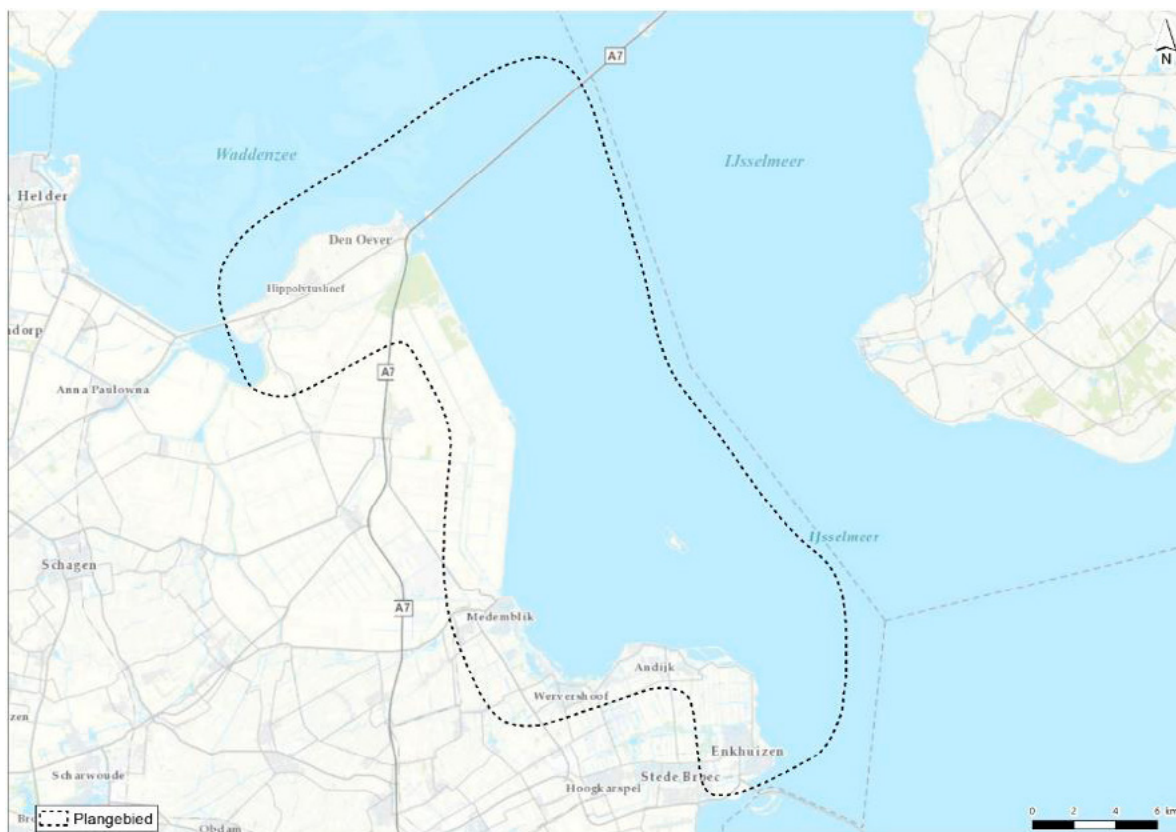 A7
N
Waddenzee
IJsselmeer
Helder
Den Oever
Hippolytushoef
ndorp
A7
Anna Paulowna
IJsselmeer
Schagen
A7
Medemblik
Andijk
Wervershoof
zen
Enkhuizen
Scharwoude
Stede Broec
Hoogkarspel
Plangebied
Obdam
0 2 4 6 km